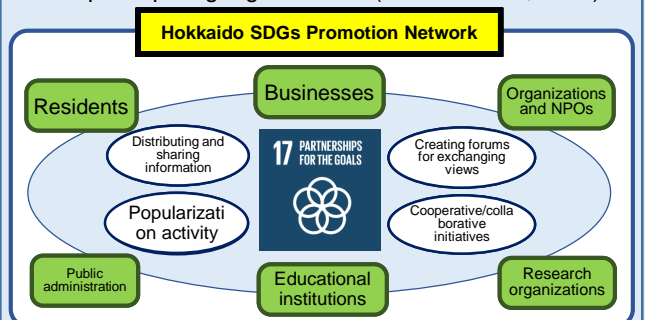 Hokkaido SDGs Promotion Network
Businesses
Residents
Organizations
and NPOs
Distributing and
sharing
information
17 PARTNERSHIPS
FOR THE GOALS
Creating forums
for exchanging
views
Popularizati
on activity
Cooperative/colla
borative
initiatives
Public
administration
Educational
institutions
Research
organizations